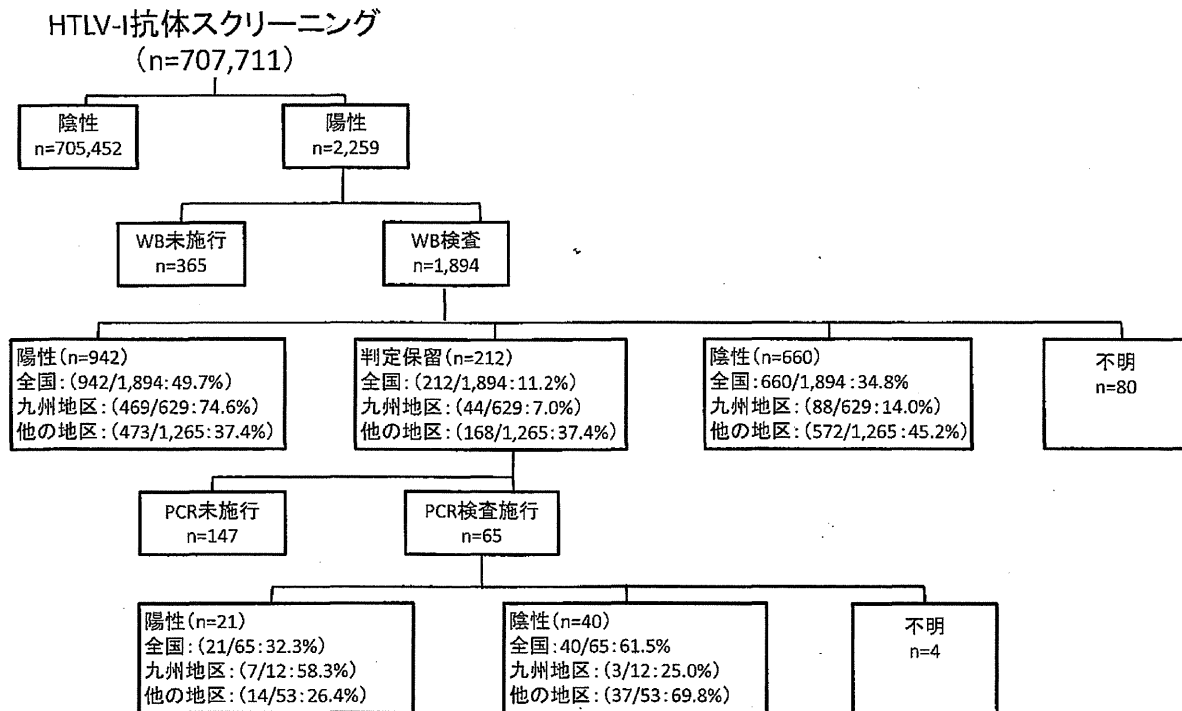 HTLV-I抗体スクリーニング
(n=707,711)
陰性
n=705,452
陽性
n=2,259
WB未施行
n=365
WB検査
n=1,894
陽性(n=942)
全国:(942/1,894:49.7%)
九州地区:(469/629:74.6%)
他の地区:(473/1,265:37.4%)
判定保留(n=212)
全国:(212/1,894:11.2%)
九州地区:(44/629:7.0%)
他の地区:(168/1,265:37.4%)
陰性(n=660)
全国:660/1,894:34.8%
九州地区:(88/629:14.0%)
他の地区:(572/1,265:45.2%)
不明
n=80
PCR未施行
n=147
PCR検査施行
n=65
陽性(n=21)
全国:(21/65:32.3%)
九州地区:(7/12:58.3%)
他の地区:(14/53:26.4%)
陰性(n=40)
全国:40/65:61.5%
九州地区:(3/12:25.0%)
他の地区:(37/53:69.8%)
不明
n=4